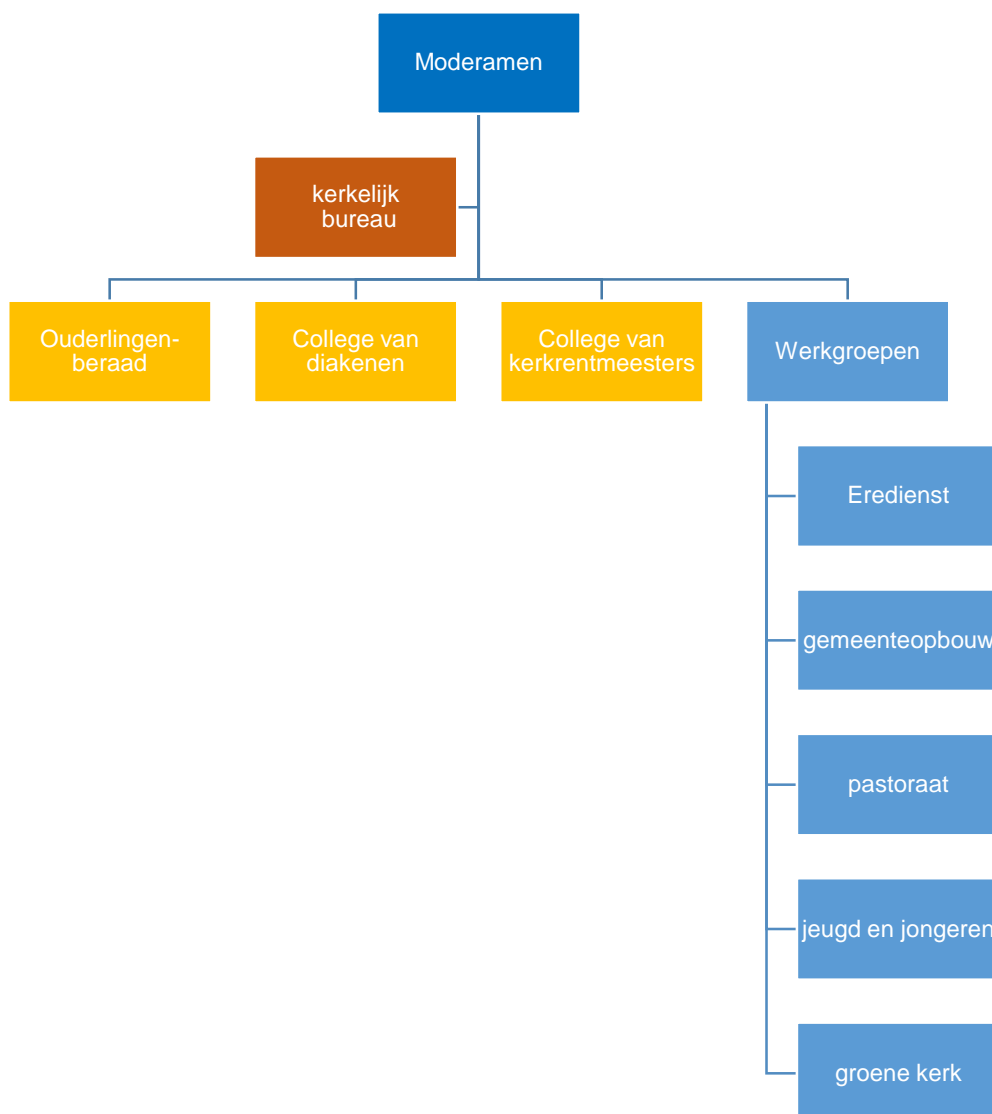 Moderamen
kerkelijk
bureau
Ouderlingen-
beraad
College van
diakenen
College van
kerkrentmeesters
Werkgroepen
Eredienst
gemeenteopbouw
pastoraat
jeugd en jongeren
groene kerk